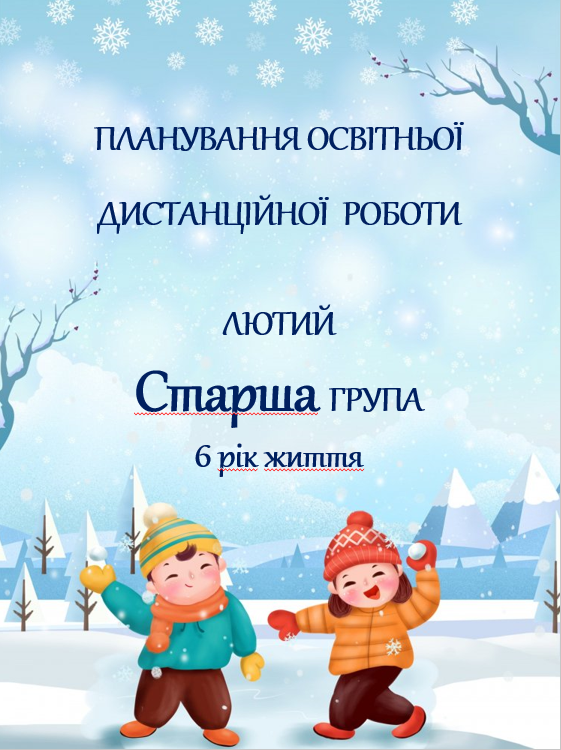 ПЛАНУВАННЯ ОСВІТНЬОЇ
ДИСТАНЦІЙНОЇ РОБОТИ
ЛЮТИЙ
Старша ГРУПА
6 рік життя